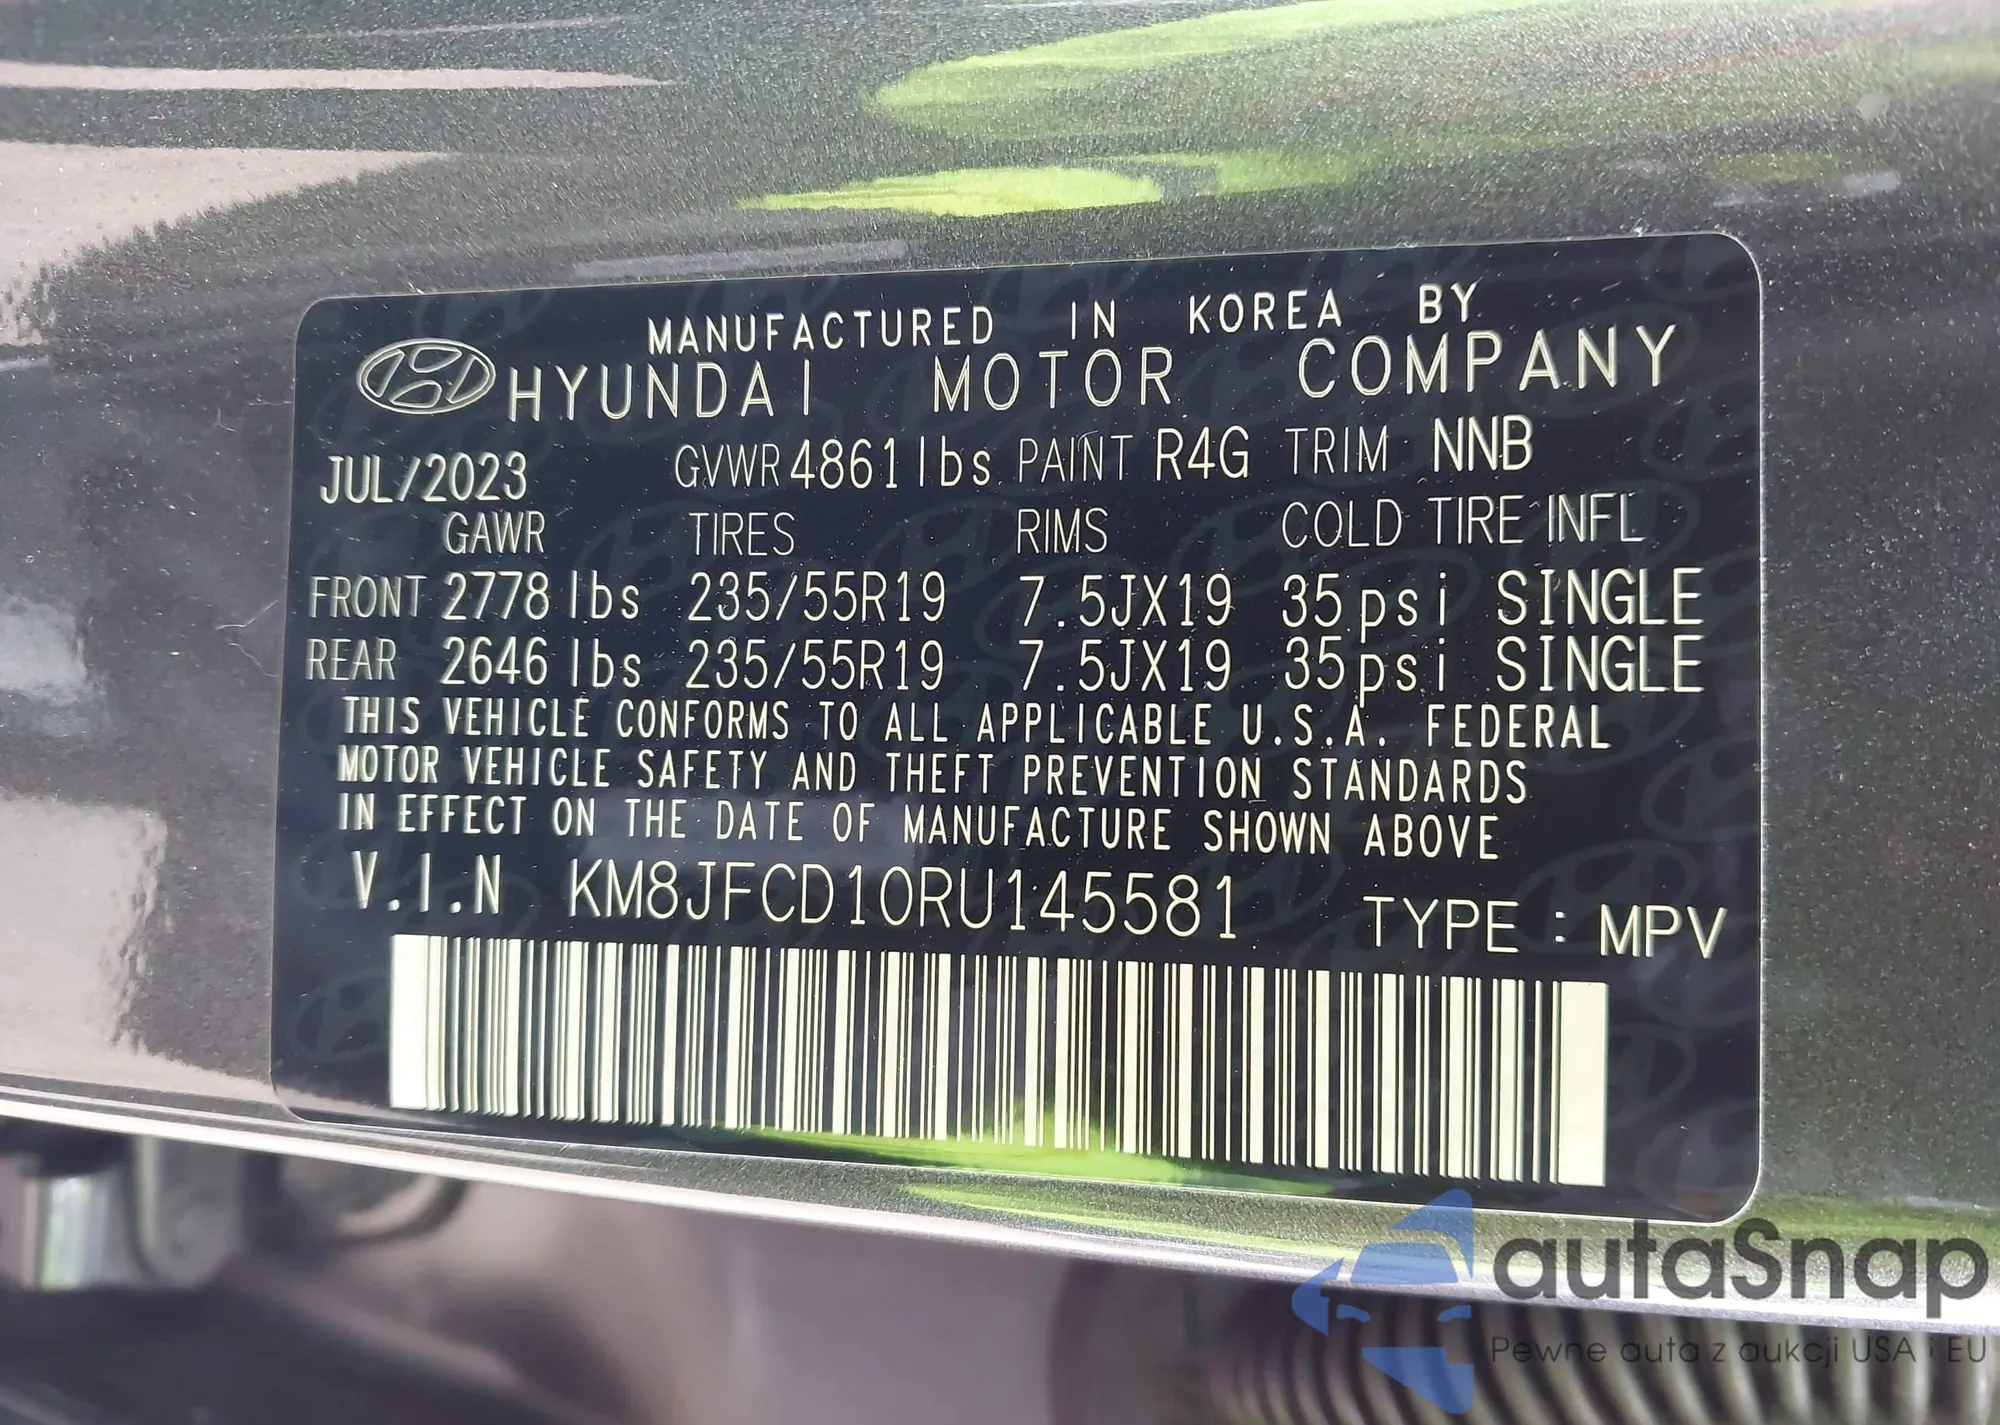 MANUFACTURED IN KOREA BY
HYUNDAI MOTOR COMPANY
JUL/2023 GVWR 4861 lbs PAINT R4G TRIM NNB
GAWR TIRES RIMS COLD TIRE INFL
FRONT 2778 lbs 235/55R19 7.5JX19 35psi SINGLE
REAR 2646 lbs 235/55R19 7.5JX19 35psi SINGLE
THIS VEHICLE CONFORMS TO ALL APPLICABLE U.S.A. FEDERAL
MOTOR VEHICLE SAFETY AND THEFT PREVENTION STANDARDS
IN EFFECT ON THE DATE OF MANUFACTURE SHOWN ABOVE
V.I.N KM8JFCD10RU145581 TYPE : MPV
autaSnap
Pewne auta z aukcji USA i EU